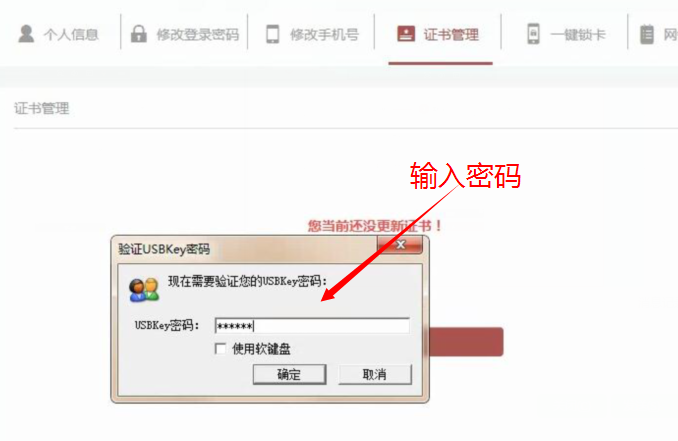 个人信息
修改登录密码
修改手机号
证书管理
一键锁卡
网
证书管理
输入密码
您当前还没更新证书！
验证USBKey密码
现在需要验证您的USBKey密码:
USBKey密码: ******
使用软键盘
确定
取消